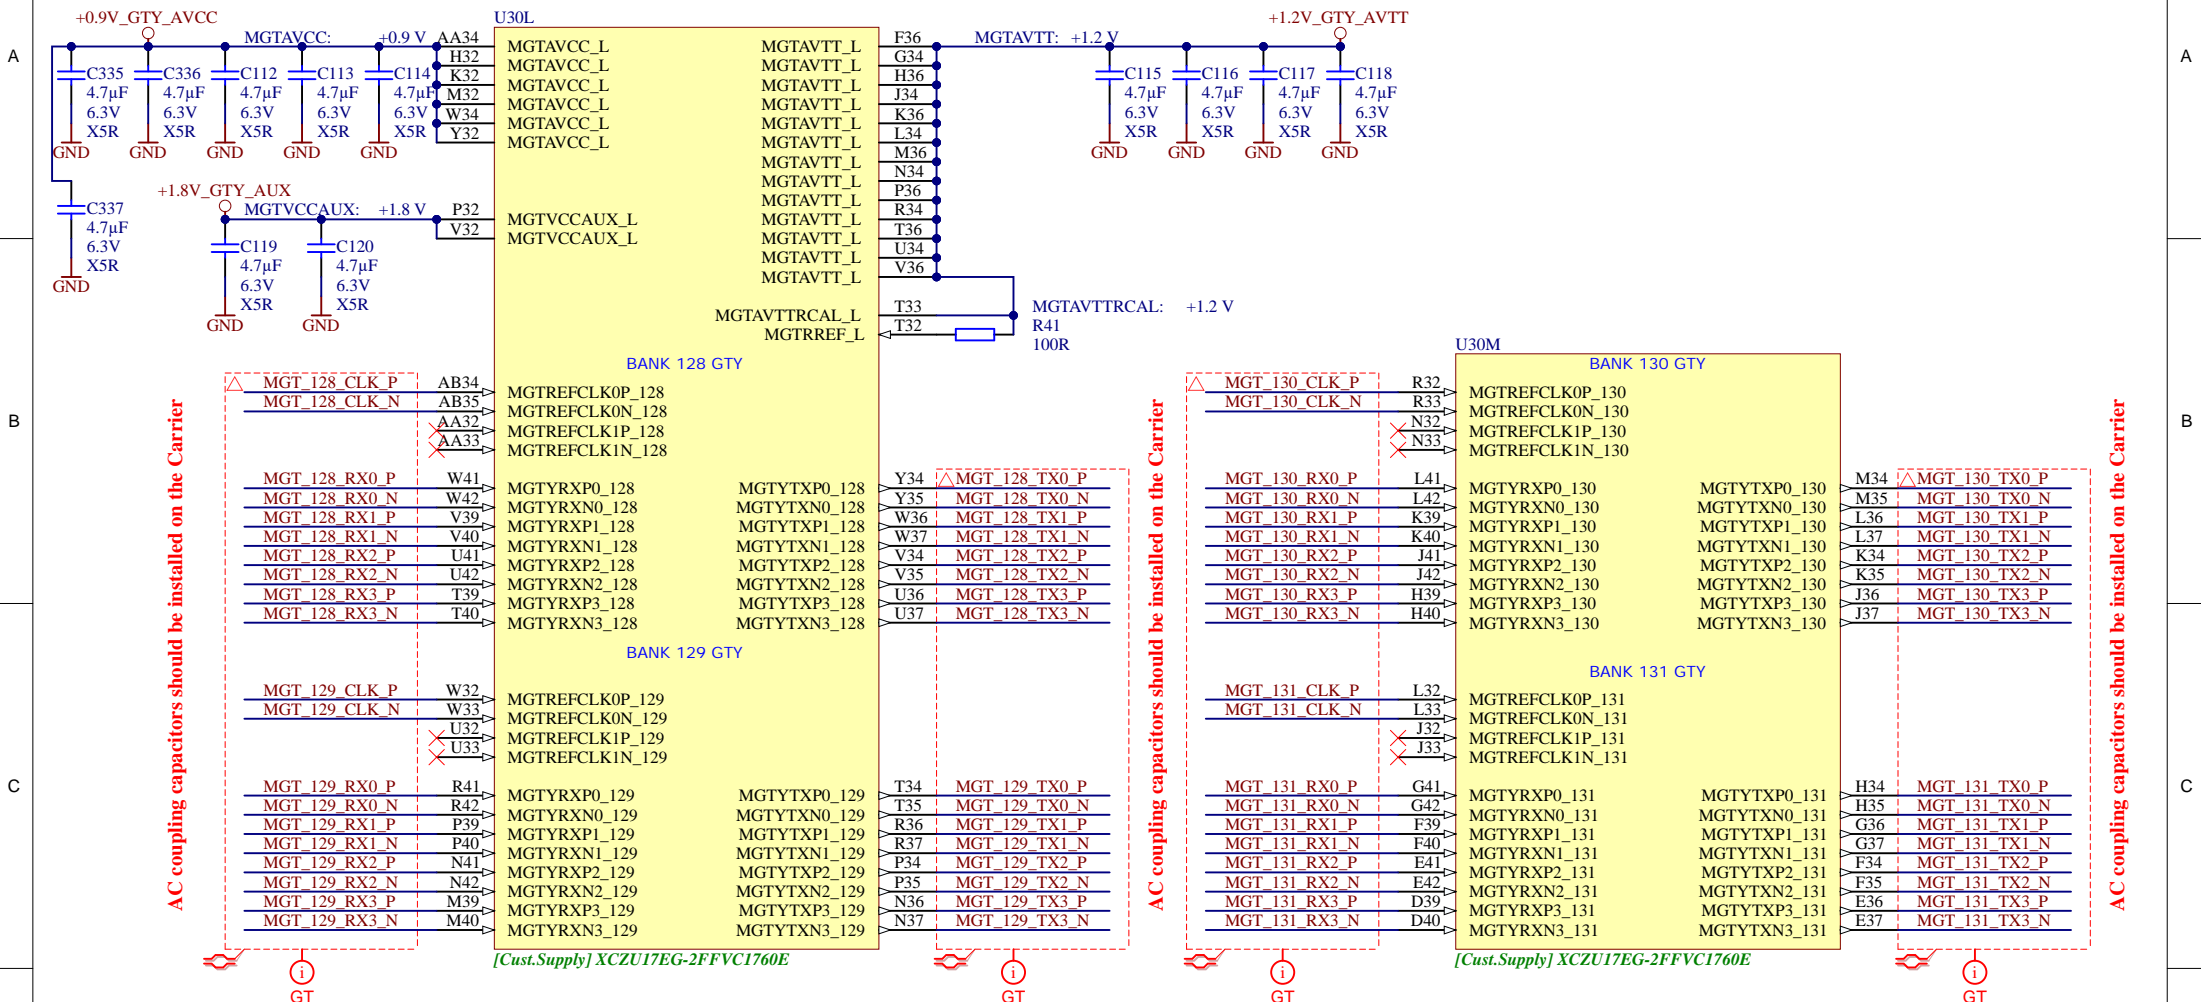 +0.9V_GTY_AVCC
U30L
+1.2V_GTY_AVTT
A
MGTAVCC: +0.9 V
AA34 MGTAVCC_L
H32 MGTAVCC_L
K32 MGTAVCC_L
M32 MGTAVCC_L
W34 MGTAVCC_L
Y32 MGTAVCC_L
MGTAVTT_L F36
MGTAVTT_L G34
MGTAVTT_L H36
MGTAVTT_L J34
MGTAVTT_L K36
MGTAVTT_L L34
MGTAVTT_L M36
MGTAVTT_L N34
MGTAVTT_L P36
MGTAVTT_L R34
MGTAVTT_L T36
MGTAVTT_L U34
MGTAVTT_L V36
MGTAVTT: +1.2 V
A
C335 C336 C112 C113 C114
4.7µF 4.7µF 4.7µF 4.7µF 4.7µF
6.3V 6.3V 6.3V 6.3V 6.3V
X5R X5R X5R X5R X5R
GND GND GND GND GND
C115 C116 C117 C118
4.7µF 4.7µF 4.7µF 4.7µF
6.3V 6.3V 6.3V 6.3V
X5R X5R X5R X5R
GND GND GND GND
C337
4.7µF
6.3V
X5R
GND
+1.8V_GTY_AUX
MGTVCCAUX: +1.8 V
P32 MGTVCCAUX_L
V32 MGTVCCAUX_L
C119 C120
4.7µF 4.7µF
6.3V 6.3V
X5R X5R
GND GND
MGTAVTTRCAL_L T33
MGTRREF_L T32
MGTAVTTRCAL: +1.2 V
R41
100R
B
AC coupling capacitors should be installed on the Carrier
BANK 128 GTY
MGT_128_CLK_P AB34 MGTREFCLK0P_128
MGT_128_CLK_N AB35 MGTREFCLK0N_128
AA32 MGTREFCLK1P_128
AA33 MGTREFCLK1N_128
MGT_128_RX0_P W41 MGTYRXP0_128 MGTYTXP0_128 Y34 MGT_128_TX0_P
MGT_128_RX0_N W42 MGTYRXN0_128 MGTYTXN0_128 Y35 MGT_128_TX0_N
MGT_128_RX1_P V39 MGTYRXP1_128 MGTYTXP1_128 W36 MGT_128_TX1_P
MGT_128_RX1_N V40 MGTYRXN1_128 MGTYTXN1_128 W37 MGT_128_TX1_N
MGT_128_RX2_P U41 MGTYRXP2_128 MGTYTXP2_128 V34 MGT_128_TX2_P
MGT_128_RX2_N U42 MGTYRXN2_128 MGTYTXN2_128 V35 MGT_128_TX2_N
MGT_128_RX3_P T39 MGTYRXP3_128 MGTYTXP3_128 U36 MGT_128_TX3_P
MGT_128_RX3_N T40 MGTYRXN3_128 MGTYTXN3_128 U37 MGT_128_TX3_N
C
BANK 129 GTY
MGT_129_CLK_P W32 MGTREFCLK0P_129
MGT_129_CLK_N W33 MGTREFCLK0N_129
U32 MGTREFCLK1P_129
U33 MGTREFCLK1N_129
MGT_129_RX0_P R41 MGTYRXP0_129 MGTYTXP0_129 T34 MGT_129_TX0_P
MGT_129_RX0_N R42 MGTYRXN0_129 MGTYTXN0_129 T35 MGT_129_TX0_N
MGT_129_RX1_P P39 MGTYRXP1_129 MGTYTXP1_129 R36 MGT_129_TX1_P
MGT_129_RX1_N P40 MGTYRXN1_129 MGTYTXN1_129 R37 MGT_129_TX1_N
MGT_129_RX2_P N41 MGTYRXP2_129 MGTYTXP2_129 P34 MGT_129_TX2_P
MGT_129_RX2_N N42 MGTYRXN2_129 MGTYTXN2_129 P35 MGT_129_TX2_N
MGT_129_RX3_P M39 MGTYRXP3_129 MGTYTXP3_129 N36 MGT_129_TX3_P
MGT_129_RX3_N M40 MGTYRXN3_129 MGTYTXN3_129 N37 MGT_129_TX3_N
[Cust.Supply] XCZU17EG-2FFVC1760E
i
GT
i
GT
AC coupling capacitors should be installed on the Carrier
U30M
BANK 130 GTY
MGT_130_CLK_P R32 MGTREFCLK0P_130
MGT_130_CLK_N R33 MGTREFCLK0N_130
N32 MGTREFCLK1P_130
N33 MGTREFCLK1N_130
MGT_130_RX0_P L41 MGTYRXP0_130 MGTYTXP0_130 M34 MGT_130_TX0_P
MGT_130_RX0_N L42 MGTYRXN0_130 MGTYTXN0_130 M35 MGT_130_TX0_N
MGT_130_RX1_P K39 MGTYRXP1_130 MGTYTXP1_130 L36 MGT_130_TX1_P
MGT_130_RX1_N K40 MGTYRXN1_130 MGTYTXN1_130 L37 MGT_130_TX1_N
MGT_130_RX2_P J41 MGTYRXP2_130 MGTYTXP2_130 K34 MGT_130_TX2_P
MGT_130_RX2_N J42 MGTYRXN2_130 MGTYTXN2_130 K35 MGT_130_TX2_N
MGT_130_RX3_P H39 MGTYRXP3_130 MGTYTXP3_130 J36 MGT_130_TX3_P
MGT_130_RX3_N H40 MGTYRXN3_130 MGTYTXN3_130 J37 MGT_130_TX3_N
BANK 131 GTY
MGT_131_CLK_P L32 MGTREFCLK0P_131
MGT_131_CLK_N L33 MGTREFCLK0N_131
J32 MGTREFCLK1P_131
J33 MGTREFCLK1N_131
MGT_131_RX0_P G41 MGTYRXP0_131 MGTYTXP0_131 H34 MGT_131_TX0_P
MGT_131_RX0_N G42 MGTYRXN0_131 MGTYTXN0_131 H35 MGT_131_TX0_N
MGT_131_RX1_P F39 MGTYRXP1_131 MGTYTXP1_131 G36 MGT_131_TX1_P
MGT_131_RX1_N F40 MGTYRXN1_131 MGTYTXN1_131 G37 MGT_131_TX1_N
MGT_131_RX2_P E41 MGTYRXP2_131 MGTYTXP2_131 F34 MGT_131_TX2_P
MGT_131_RX2_N E42 MGTYRXN2_131 MGTYTXN2_131 F35 MGT_131_TX2_N
MGT_131_RX3_P D39 MGTYRXP3_131 MGTYTXP3_131 E36 MGT_131_TX3_P
MGT_131_RX3_N D40 MGTYRXN3_131 MGTYTXN3_131 E37 MGT_131_TX3_N
[Cust.Supply] XCZU17EG-2FFVC1760E
i
GT
i
GT
AC coupling capacitors should be installed on the Carrier
B
C